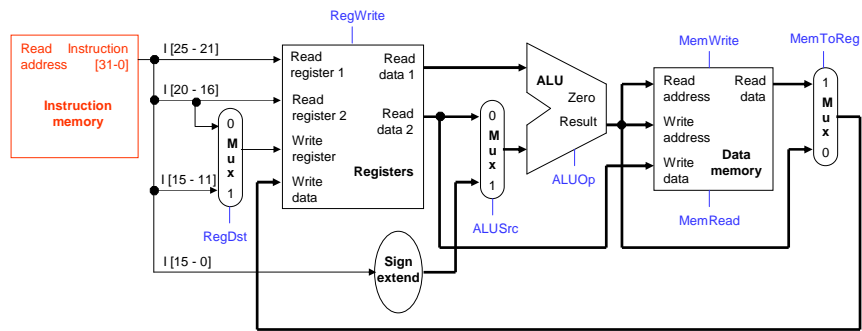 RegWrite
Read Instruction
address [31-0]
Instruction
memory
I [25 - 21]
I [20 - 16]
I [15 - 11]
I [15 - 0]
0
M
u
x
1
RegDst
Read
register 1
Read
register 2
Write
register
Write
data
Read
data 1
Read
data 2
Registers
Sign
extend
0
M
u
x
1
ALUSrc
ALU
Zero
Result
ALUOp
MemWrite
Read
address
Write
address
Write
data
Read
data
Data
memory
MemRead
MemToReg
1
M
u
x
0